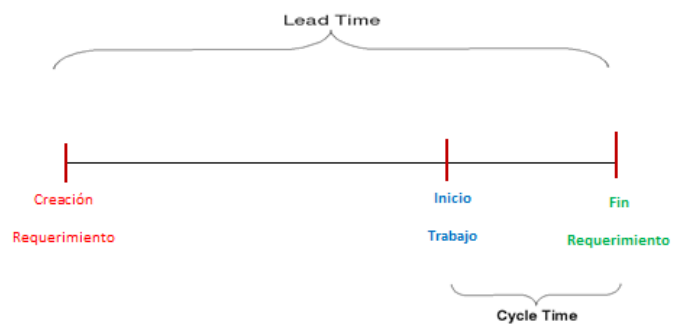 Lead Time
Creación
Requerimiento
Inicio
Trabajo
Fin
Requerimiento
Cycle Time